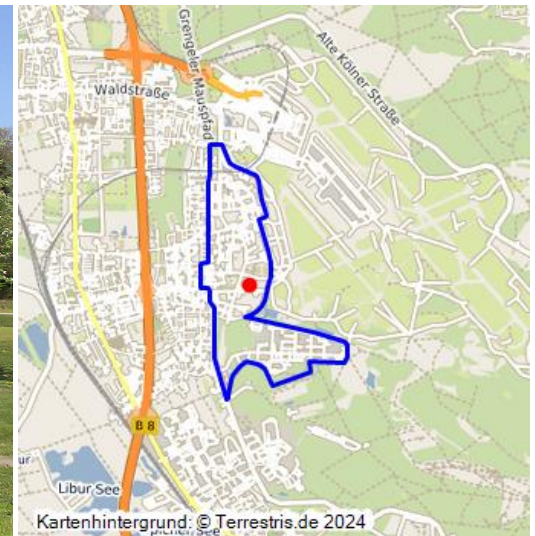 Grengeler Mauspfad
Alte Kölner Straße
Waldstraße
B 8
Libur See
Kartenhintergrund: © Terrestris.de 2024